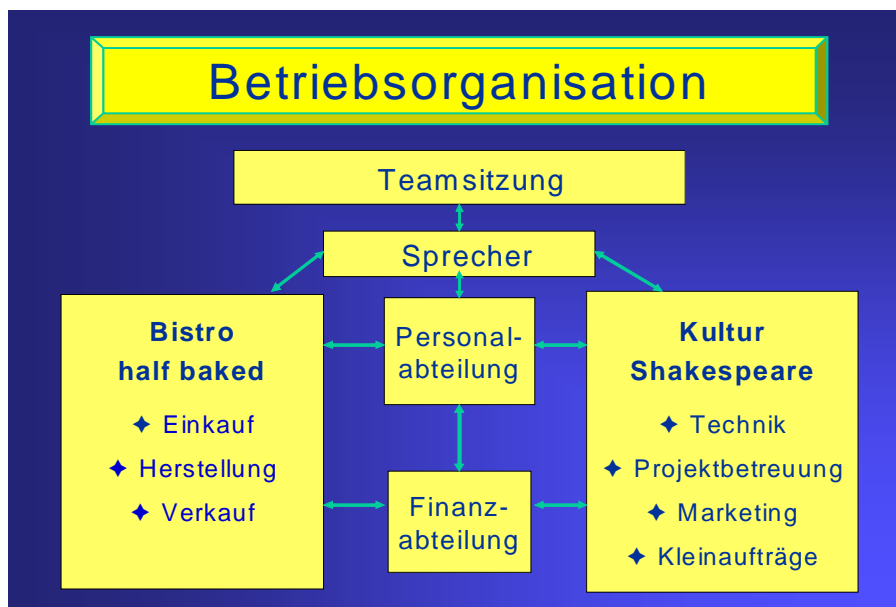 Betriebsorganisation
Teamsitzung
Sprecher
Bistro
half baked
✦ Einkauf
✦ Herstellung
✦ Verkauf
Personal-
abteilung
Finanz-
abteilung
Kultur
Shakespeare
✦ Technik
✦ Projektbetreuung
✦ Marketing
✦ Kleinaufträge